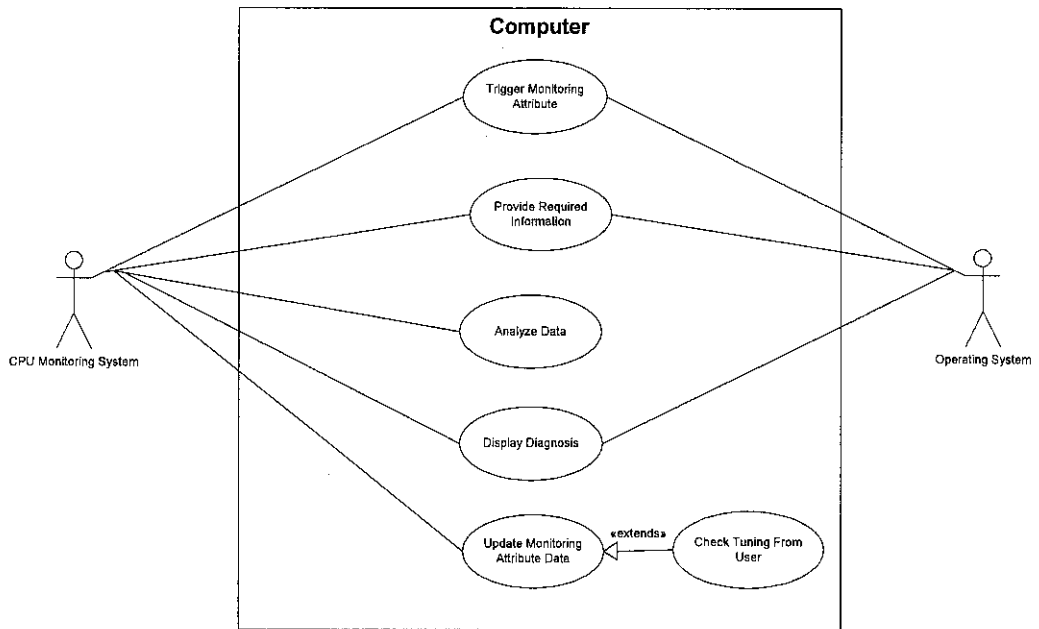 Computer
Trigger Monitoring
Attribute
Provide Required
Information
CPU Monitoring System
Operating System
Analyze Data
Display Diagnosis
Update Monitoring
Attribute Data
«extends»
Check Tuning From
User